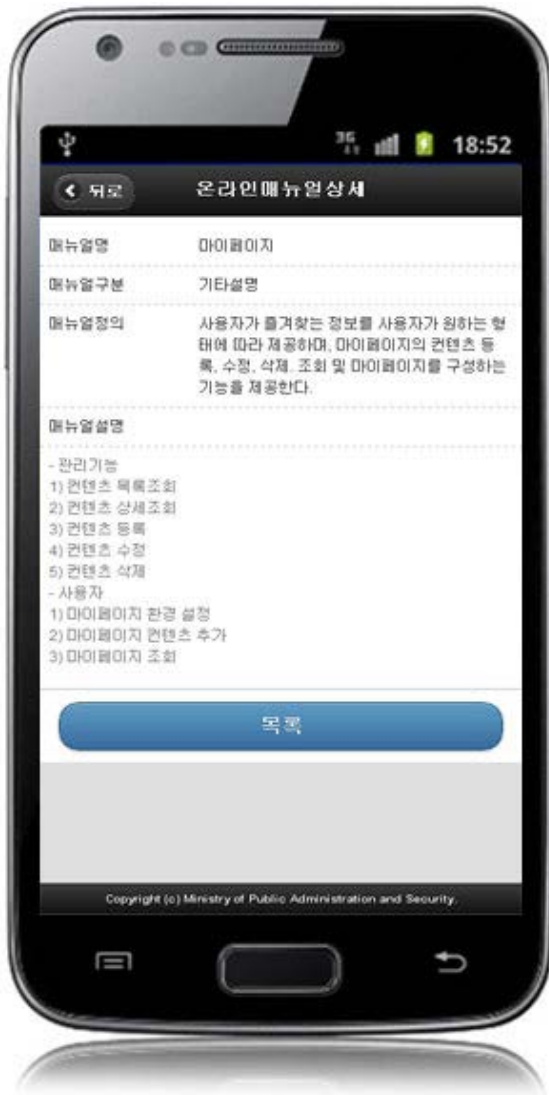 3G
18:52
뒤로
온라인매뉴얼상세
매뉴얼명 마이페이지
매뉴얼구분 기타설명
매뉴얼정의 사용자가 즐겨찾는 정보를 사용자가 원하는 형
태에 따라 제공하며, 마이페이지의 컨텐츠 등
록, 수정, 삭제. 조회 및 마이페이지를 구성하는
기능을 제공한다.
매뉴얼설명
- 관리기능
1) 컨텐츠 목록조회
2) 컨텐츠 상세조회
3) 컨텐츠 등록
4) 컨텐츠 수정
5) 컨텐츠 삭제
- 사용자
1) 마이페이지 환경 설정
2) 마이페이지 컨텐츠 추가
3) 마이페이지 조회
목록
Copyright (c) Ministry of Public Administration and Security.